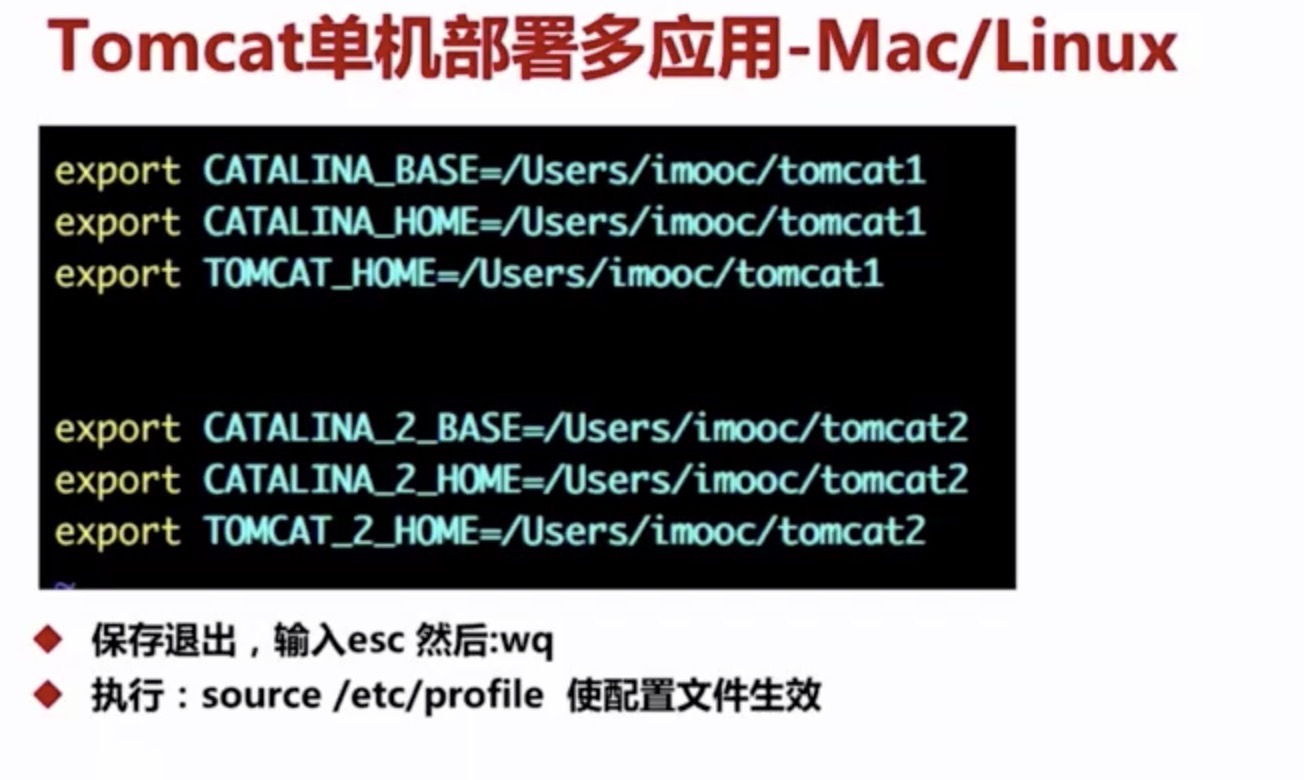 Tomcat单机部署多应用-Mac/Linux
export CATALINA_BASE=/Users/imooc/tomcat1
export CATALINA_HOME=/Users/imooc/tomcat1
export TOMCAT_HOME=/Users/imooc/tomcat1
export CATALINA_2_BASE=/Users/imooc/tomcat2
export CATALINA_2_HOME=/Users/imooc/tomcat2
export TOMCAT_2_HOME=/Users/imooc/tomcat2
~
◆ 保存退出，输入esc 然后:wq
◆ 执行：source /etc/profile 使配置文件生效